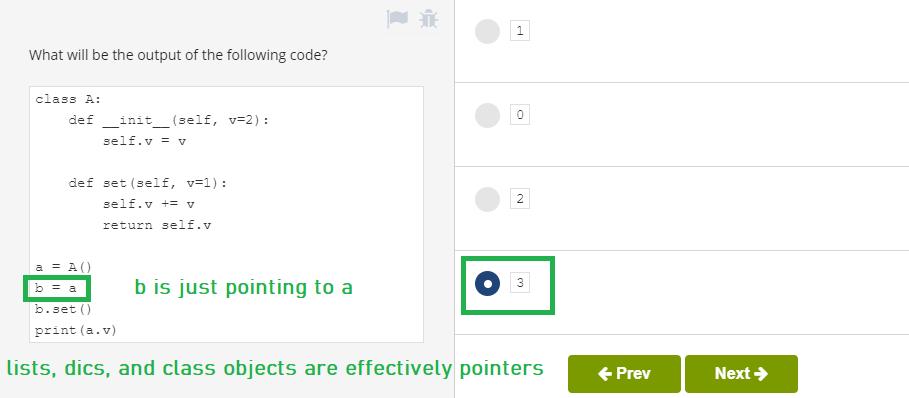 What will be the output of the following code?
class A:
    def __init__(self, v=2):
        self.v = v
    def set(self, v=1):
        self.v += v
        return self.v
a = A()
b = a
b is just pointing to a
b.set()
print(a.v)
lists, dics, and class objects are effectively pointers
1
0
2
3
Prev
Next